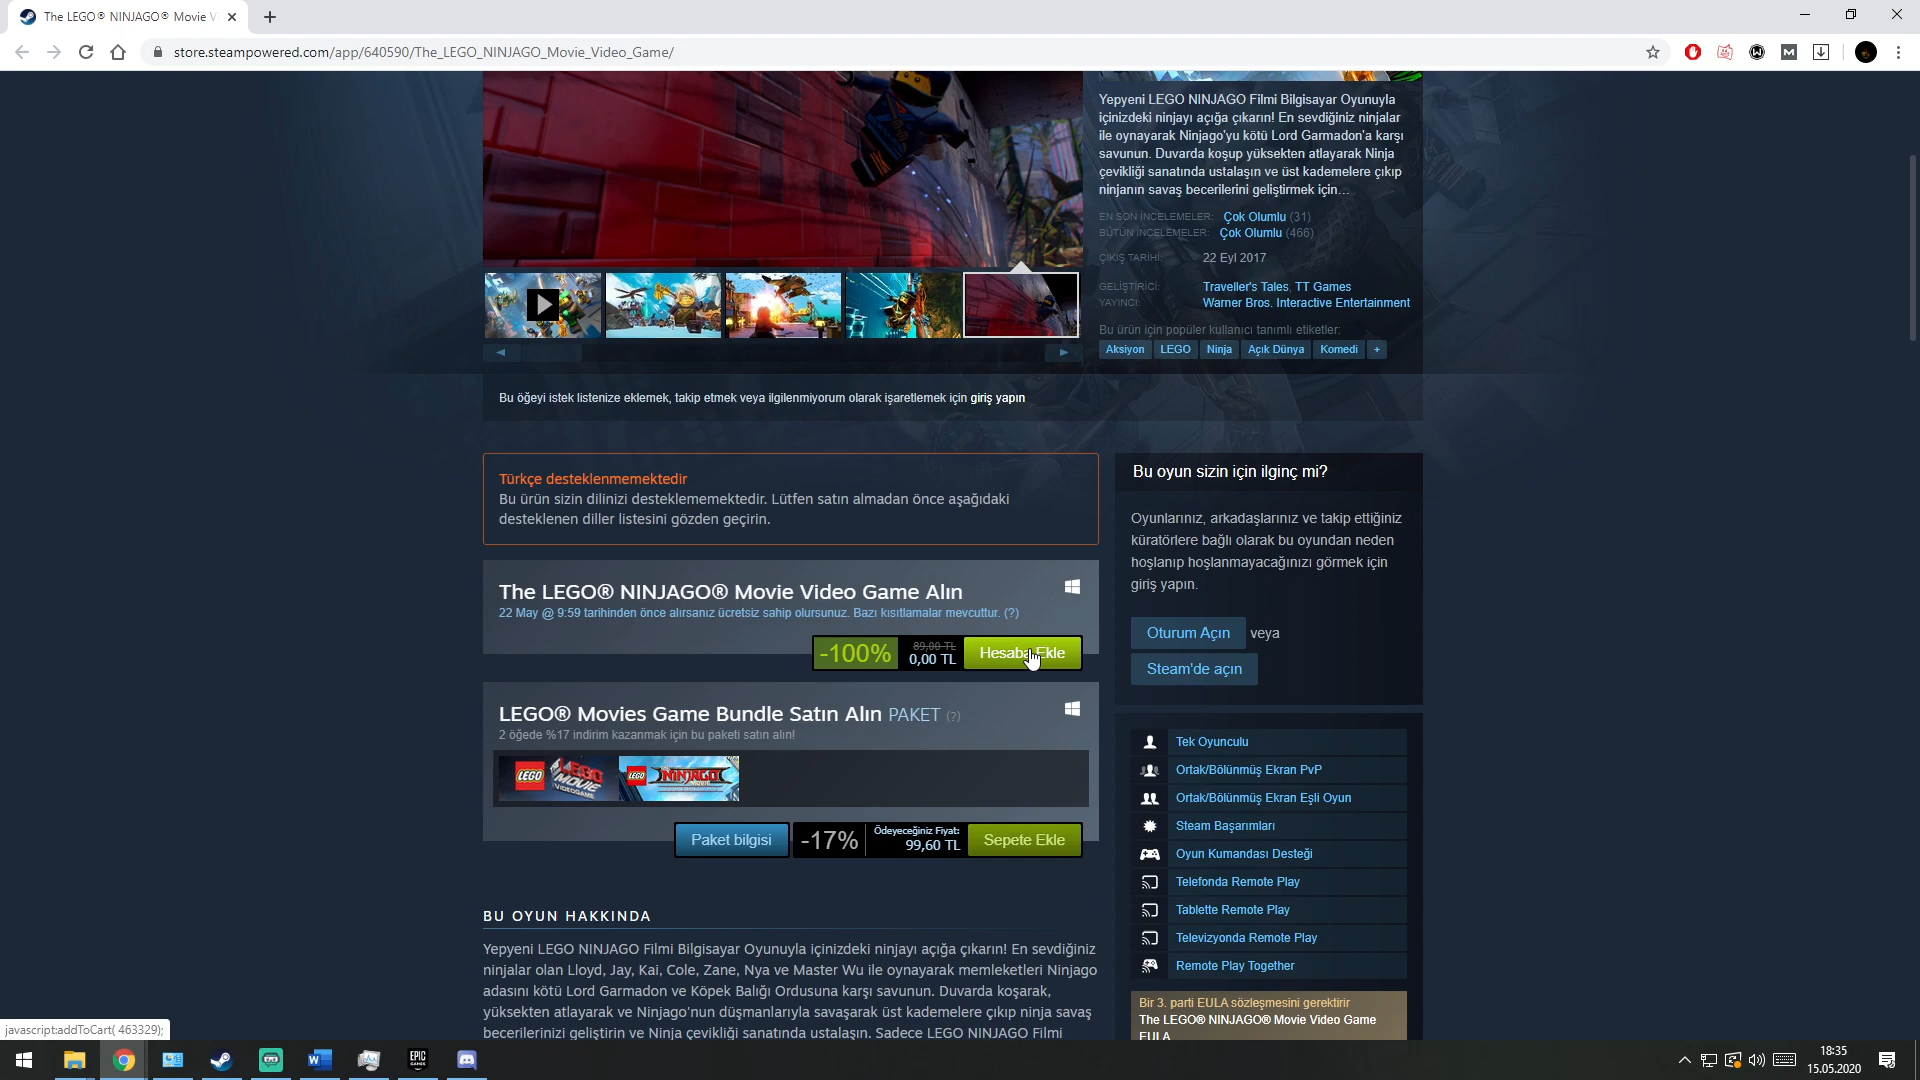 The LEGO® NINJAGO® Movie V
store.steampowered.com/app/640590/The_LEGO_NINJAGO_Movie_Video_Game/
Yepyeni LEGO NINJAGO Filmi Bilgisayar Oyunuyla
içinizdeki ninjayı açığa çıkarın! En sevdiğiniz ninjalar
ile oynayarak Ninjago'yu kötü Lord Garmadon'a karşı
savunun. Duvarda koşup yüksekten atlayarak Ninja
çevikliği sanatında ustalaşın ve üst kademelere çıkıp
ninjanın savaş becerilerini geliştirmek için...
EN SON İNCELEMELER: Çok Olumlu (31)
BÜTÜN İNCELEMELER: Çok Olumlu (466)
ÇIKIŞ TARİHİ: 22 Eyl 2017
GELİŞTİRİCİ: Traveller's Tales, TT Games
YAYINCI: Warner Bros. Interactive Entertainment
Bu ürün için popüler kullanıcı tanımlı etiketler:
Aksiyon LEGO Ninja Açık Dünya Komedi +
Bu öğeyi istek listenize eklemek, takip etmek veya ilgilenmiyorum olarak işaretlemek için giriş yapın
Türkçe desteklenmemektedir
Bu ürün sizin dilinizi desteklememektedir. Lütfen satın almadan önce aşağıdaki
desteklenen diller listesini gözden geçirin.
The LEGO® NINJAGO® Movie Video Game Alın
22 May @ 9:59 tarihinden önce alırsanız ücretsiz sahip olursunuz. Bazı kısıtlamalar mevcuttur. (?)
-100% 89,00 TL
0,00 TL
Hesaba Ekle
LEGO® Movies Game Bundle Satın Alın PAKET (?)
2 öğede %17 indirim kazanmak için bu paketi satın alın!
LEGO THE LEGO MOVIE VIDEOGAME
LEGO NINJAGO
Paket bilgisi -17% Ödeyeceğiniz Fiyat:
99,60 TL
Sepete Ekle
BU OYUN HAKKINDA
Yepyeni LEGO NINJAGO Filmi Bilgisayar Oyunuyla içinizdeki ninjayı açığa çıkarın! En sevdiğiniz
ninjalar olan Lloyd, Jay, Kai, Cole, Zane, Nya ve Master Wu ile oynayarak memleketleri Ninjago
adasını kötü Lord Garmadon ve Köpek Balığı Ordusuna karşı savunun. Duvarda koşarak,
yüksekten atlayarak ve Ninjago'nun düşmanlarıyla savaşarak üst kademelere çıkıp ninja savaş
becerilerinizi geliştirin ve Ninja çevikliği sanatında ustalaşın. Sadece LEGO NINJAGO Filmi
Bu oyun sizin için ilginç mi?
Oyunlarınız, arkadaşlarınız ve takip ettiğiniz
küratörlere bağlı olarak bu oyundan neden
hoşlanıp hoşlanmayacağınızı görmek için
giriş yapın.
Oturum Açın veya
Steam'de açın
Tek Oyunculu
Ortak/Bölünmüş Ekran PvP
Ortak/Bölünmüş Ekran Eşli Oyun
Steam Başarımları
Oyun Kumandası Desteği
Telefonda Remote Play
Tablette Remote Play
Televizyonda Remote Play
Remote Play Together
Bir 3. parti EULA sözleşmesini gerektirir
The LEGO® NINJAGO® Movie Video Game
EULA
javascript:addToCart( 463329);
EPIC
GAMES
18:35
15.05.2020